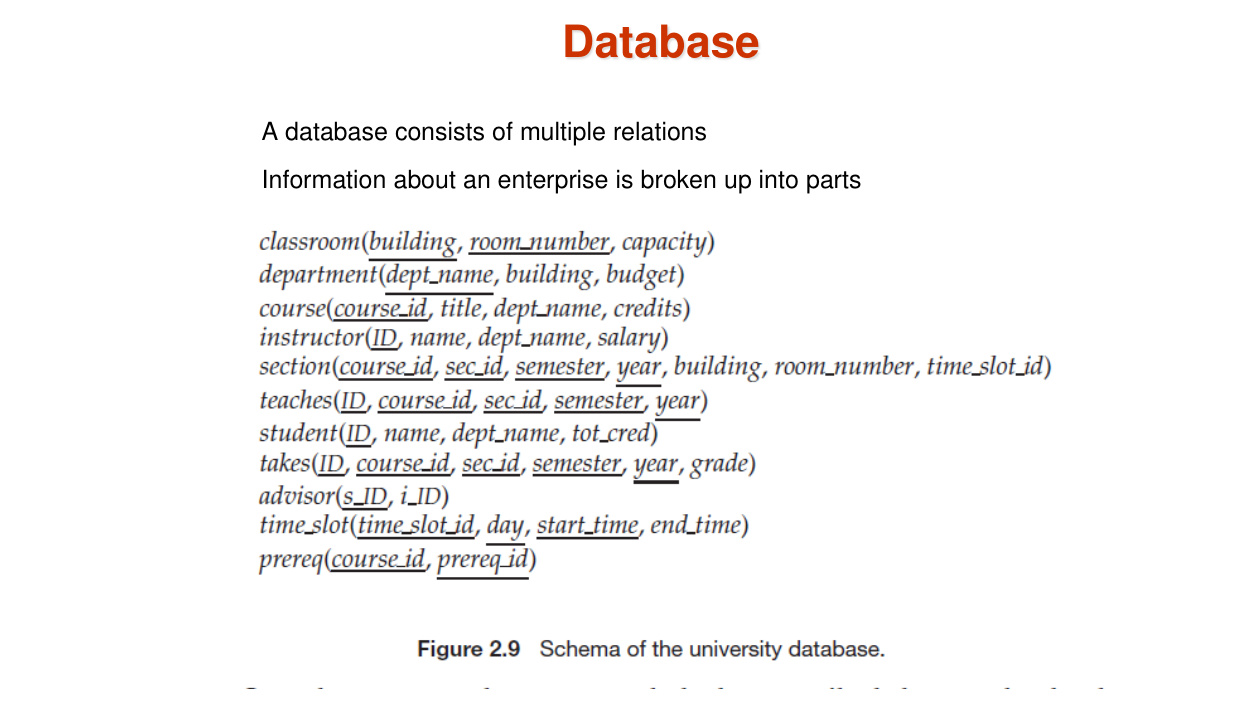 Database
A database consists of multiple relations
Information about an enterprise is broken up into parts
classroom(building, room_number, capacity)
department(dept_name, building, budget)
course(course_id, title, dept_name, credits)
instructor(ID, name, dept_name, salary)
section(course_id, sec_id, semester, year, building, room_number, time_slot_id)
teaches(ID, course_id, sec_id, semester, year)
student(ID, name, dept_name, tot_cred)
takes(ID, course_id, sec_id, semester, year, grade)
advisor(s_ID, i_ID)
time_slot(time_slot_id, day, start_time, end_time)
prereq(course_id, prereq_id)
Figure 2.9 Schema of the university database.